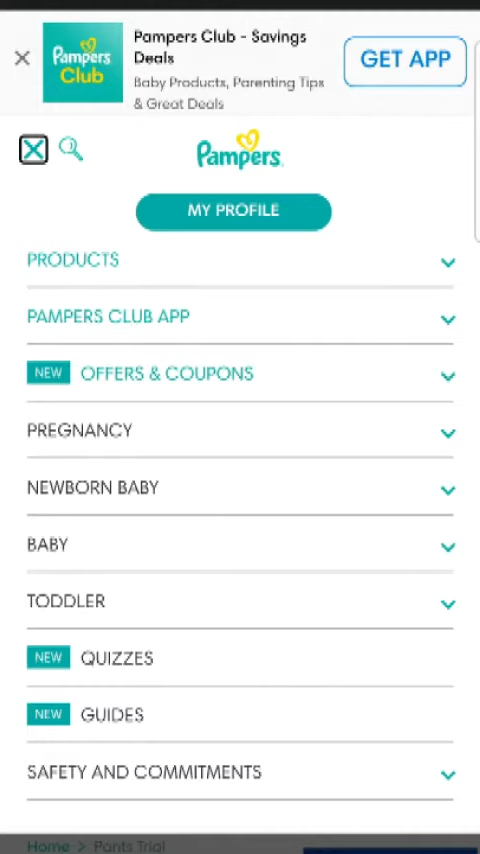 Pampers Club - Savings
Deals
Pampers
Club
Baby Products, Parenting Tips
& Great Deals
GET APP
Pampers
MY PROFILE
PRODUCTS
PAMPERS CLUB APP
NEW OFFERS & COUPONS
PREGNANCY
NEWBORN BABY
BABY
TODDLER
NEW QUIZZES
NEW GUIDES
SAFETY AND COMMITMENTS
Home > Pants Trial